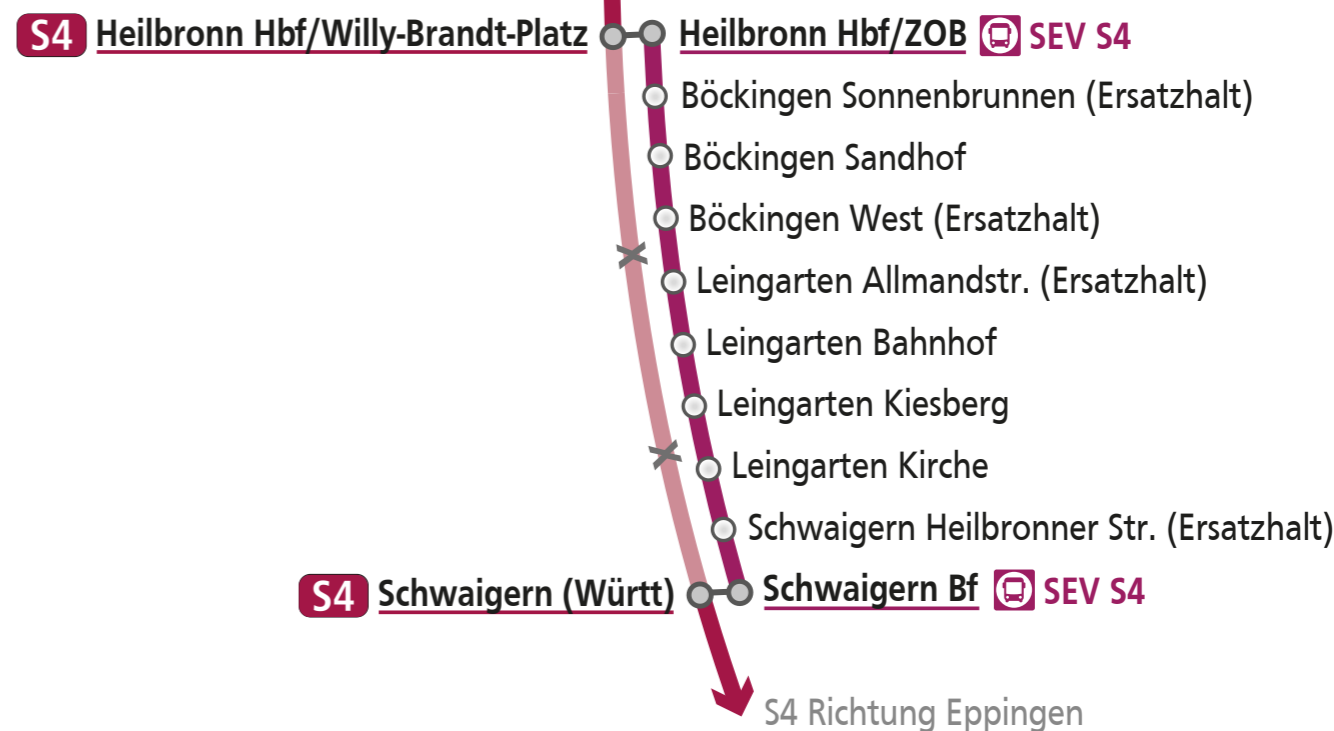 S4 Heilbronn Hbf/Willy-Brandt-Platz Heilbronn Hbf/ZOB SEV S4
Böckingen Sonnenbrunnen (Ersatzhalt)
Böckingen Sandhof
Böckingen West (Ersatzhalt)
Leingarten Allmandstr. (Ersatzhalt)
Leingarten Bahnhof
Leingarten Kiesberg
Leingarten Kirche
Schwaigern Heilbronner Str. (Ersatzhalt)
S4 Schwaigern (Württ) Schwaigern Bf SEV S4
S4 Richtung Eppingen